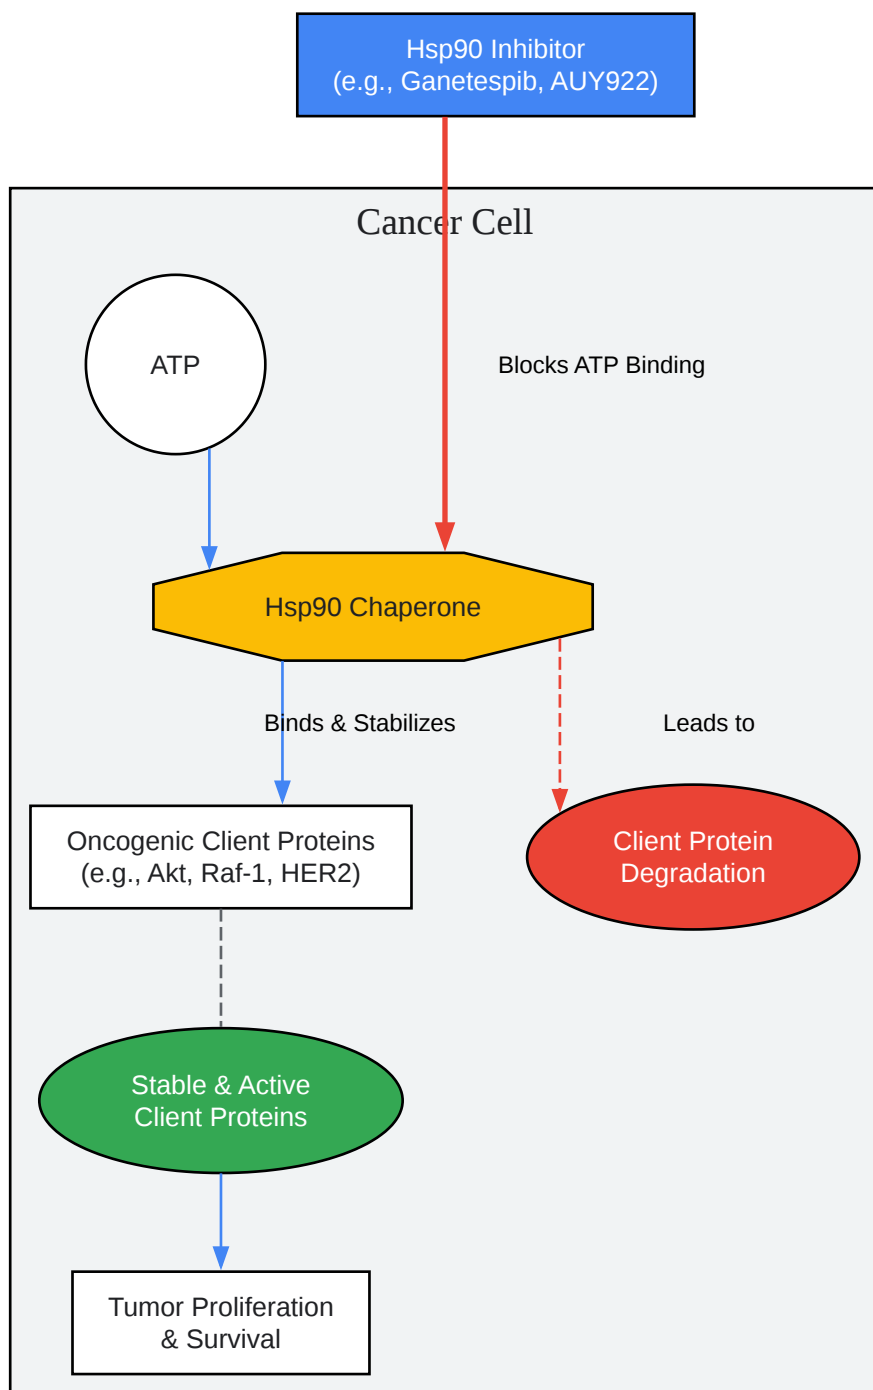 Hsp90 Inhibitor
(e.g., Ganetespib, AUY922)
Cancer Cell
ATP
Blocks ATP Binding
Hsp90 Chaperone
Binds & Stabilizes
Leads to
Oncogenic Client Proteins
(e.g., Akt, Raf-1, HER2)
Client Protein
Degradation
Stable & Active
Client Proteins
Tumor Proliferation
& Survival